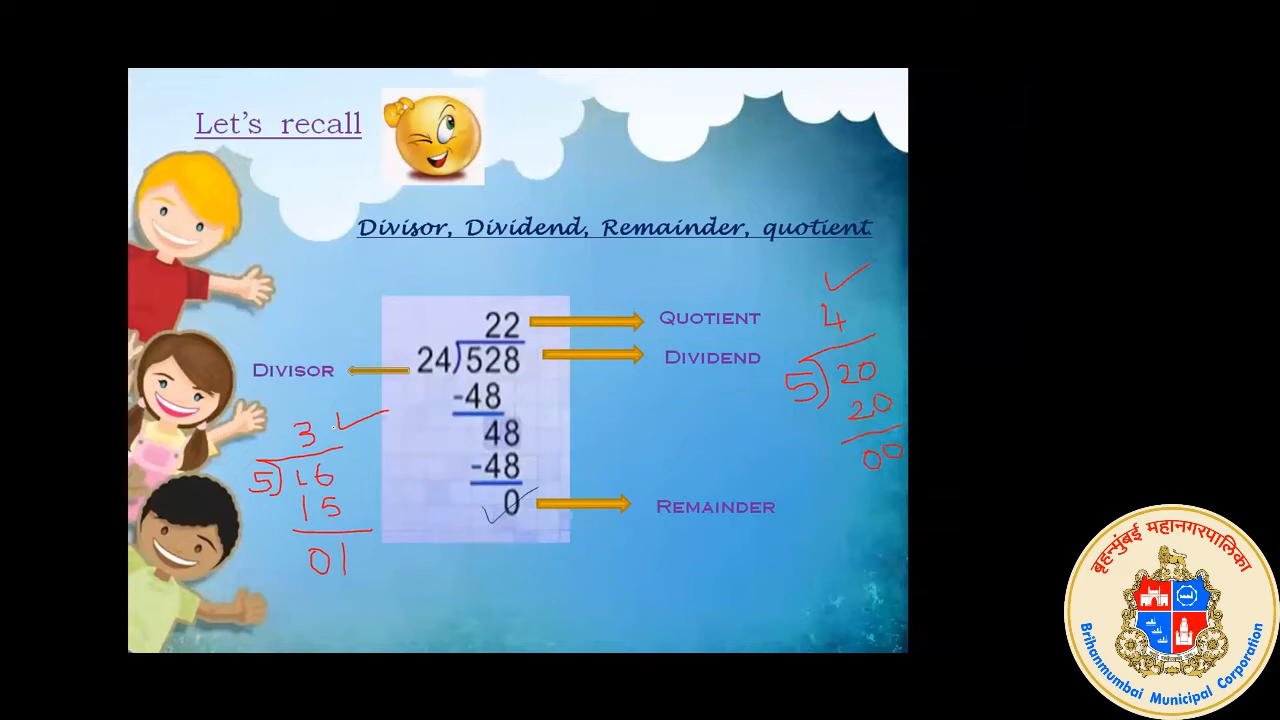 Let's recall
Divisor, Dividend, Remainder, quotient
22
QUOTIENT
24)528
DIVIDEND
DIVISOR
-48
48
-48
0
REMAINDER
3
5)16
15
01
4
5)20
20
00
बृहन्मुंबई महानगरपालिका
Brihanmumbai Municipal Corporation